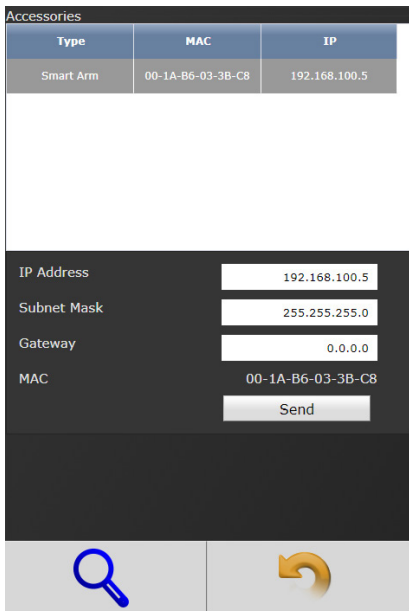 Accessories
Type MAC IP
Smart Arm 00-1A-B6-03-3B-C8 192.168.100.5
IP Address 192.168.100.5
Subnet Mask 255.255.255.0
Gateway 0.0.0.0
MAC 00-1A-B6-03-3B-C8
Send